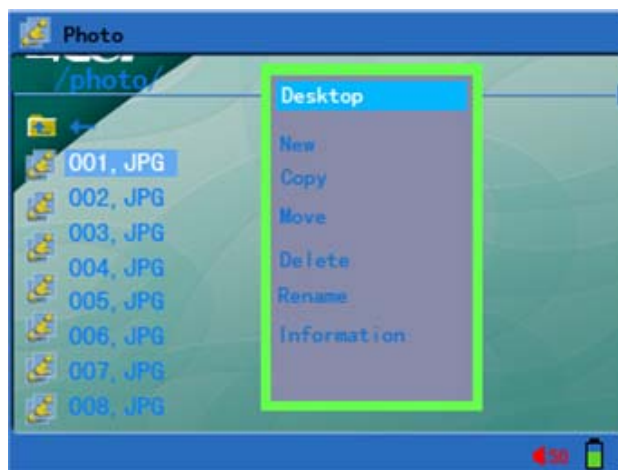 Photo
/photo/
Desktop
001, JPG
New
002, JPG
Copy
003, JPG
Move
004, JPG
Delete
005, JPG
Rename
006, JPG
Information
007, JPG
008, JPG
50